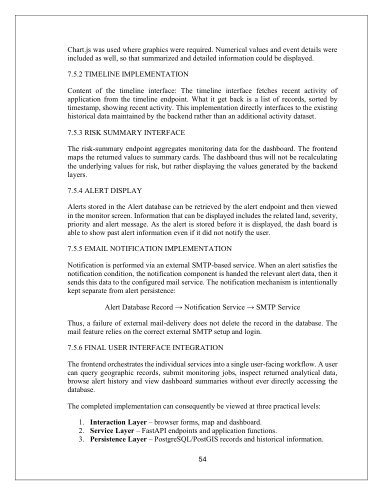 Chart.js was used where graphics were required. Numerical values and event details were
included as well, so that summarized and detailed information could be displayed.
7.5.2 TIMELINE IMPLEMENTATION
Content of the timeline interface: The timeline interface fetches recent activity of
application from the timeline endpoint. What it get back is a list of records, sorted by
timestamp, showing recent activity. This implementation directly interfaces to the existing
historical data maintained by the backend rather than an additional activity dataset.
7.5.3 RISK SUMMARY INTERFACE
The risk-summary endpoint aggregates monitoring data for the dashboard. The frontend
maps the returned values to summary cards. The dashboard thus will not be recalculating
the underlying values for risk, but rather displaying the values generated by the backend
layers.
7.5.4 ALERT DISPLAY
Alerts stored in the Alert database can be retrieved by the alert endpoint and then viewed
in the monitor screen. Information that can be displayed includes the related land, severity,
priority and alert message. As the alert is stored before it is displayed, the dash board is
able to show past alert information even if it did not notify the user.
7.5.5 EMAIL NOTIFICATION IMPLEMENTATION
Notification is performed via an external SMTP-based service. When an alert satisfies the
notification condition, the notification component is handed the relevant alert data, then it
sends this data to the configured mail service. The notification mechanism is intentionally
kept separate from alert persistence:
Alert Database Record → Notification Service → SMTP Service
Thus, a failure of external mail-delivery does not delete the record in the database. The
mail feature relies on the correct external SMTP setup and login.
7.5.6 FINAL USER INTERFACE INTEGRATION
The frontend orchestrates the individual services into a single user-facing workflow. A user
can query geographic records, submit monitoring jobs, inspect returned analytical data,
browse alert history and view dashboard summaries without ever directly accessing the
database.
The completed implementation can consequently be viewed at three practical levels:
1. Interaction Layer – browser forms, map and dashboard.
2. Service Layer – FastAPI endpoints and application functions.
3. Persistence Layer – PostgreSQL/PostGIS records and historical information.
54